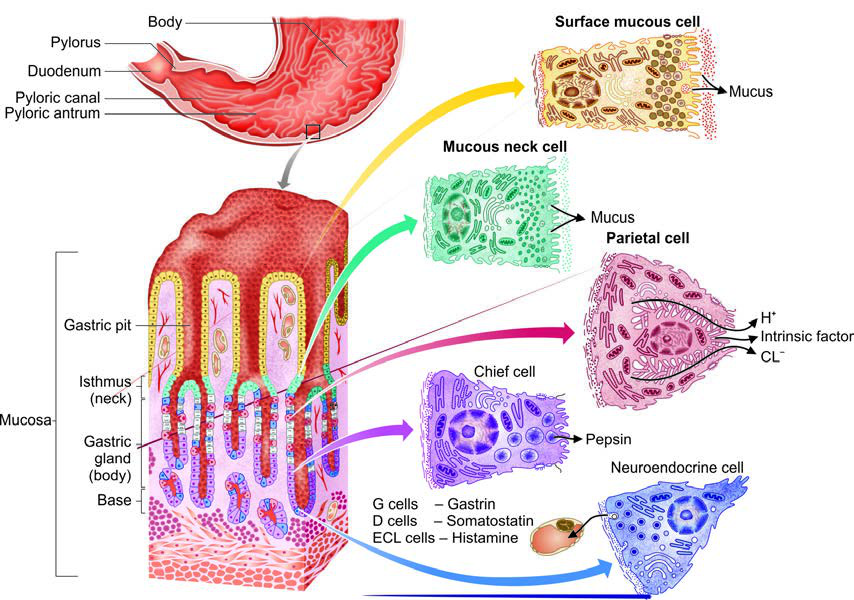 Body
Pylorus
Duodenum
Pyloric canal
Pyloric antrum
Surface mucous cell
Mucus
Mucous neck cell
Mucus
Parietal cell
H⁺
Intrinsic factor
CL⁻
Gastric pit
Isthmus
(neck)
Mucosa
Gastric
gland
(body)
Base
Chief cell
Pepsin
Neuroendocrine cell
G cells – Gastrin
D cells – Somatostatin
ECL cells – Histamine